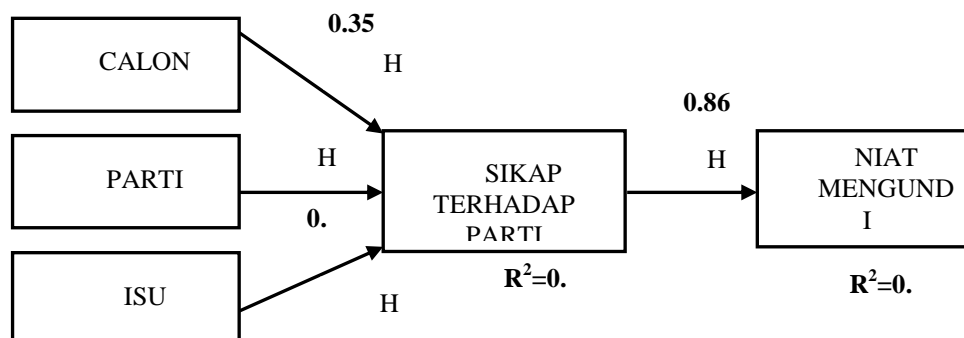 0.35
CALON
H
0.86
H
H
PARTI
SIKAP
TERHADAP
PARTI
NIAT
MENGUND
I
0.
R²=0.
R²=0.
ISU
H